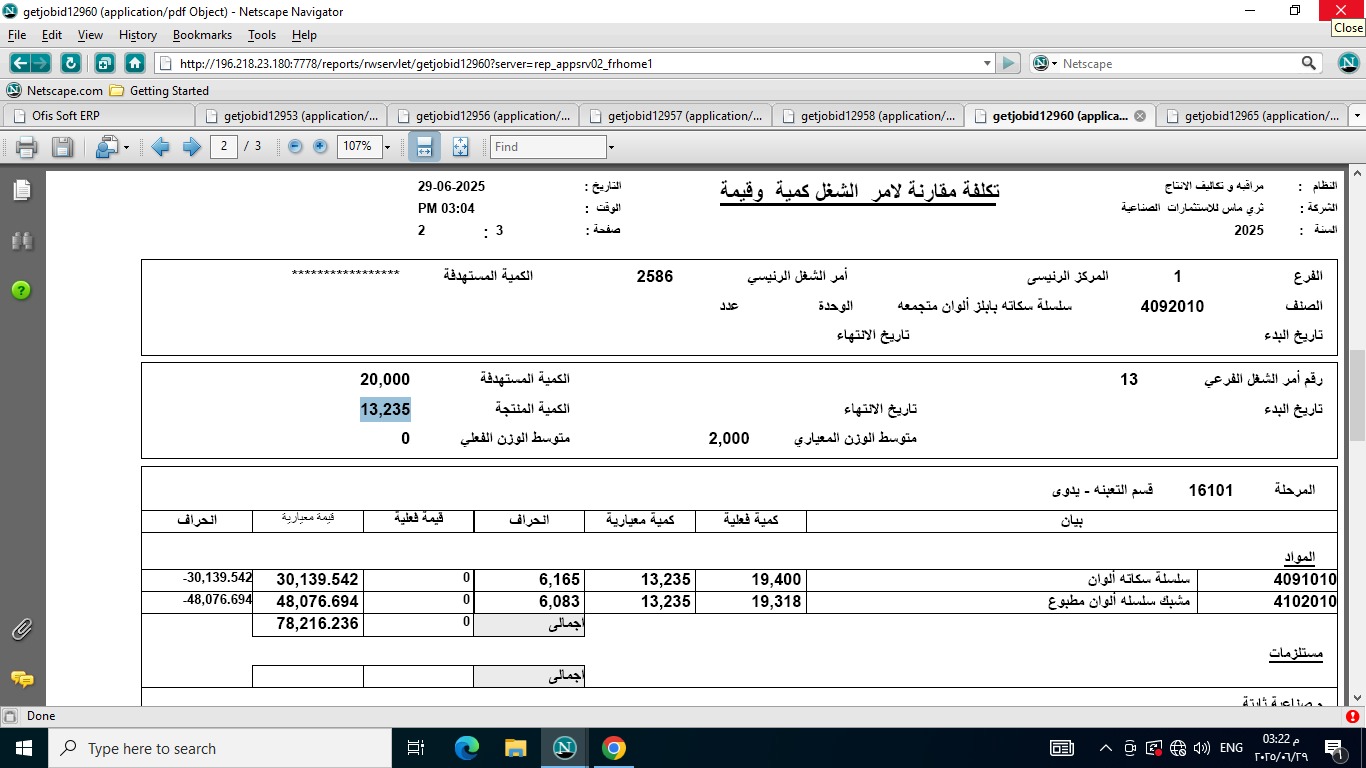 getjobid12960 (application/pdf Object) - Netscape Navigator
Close
File Edit View History Bookmarks Tools Help
http://196.218.23.180:7778/reports/rwservlet/getjobid12960?server=rep_appsrv02_frhome1
Netscape
Netscape.com Getting Started
Ofis Soft ERP
getjobid12953 (application/...
getjobid12956 (application/...
getjobid12957 (application/...
getjobid12958 (application/...
getjobid12960 (applica...
getjobid12965 (application/...
2 / 3 107% Find
النظام : مراقبه و تكاليف الانتاج تكلفة مقارنة لامر الشغل كمية وقيمة التاريخ : 29-06-2025
الشركة : ثري ماس للاستثمارات الصناعية الوقت : 03:04 PM
السنة : 2025 صفحة : 3 : 2
الفرع 1 المركز الرئيسى أمر الشغل الرئيسي 2586 الكمية المستهدفة *****************
الصنف 4092010 سلسلة سكاته بابلز ألوان متجمعه الوحدة عدد
تاريخ البدء تاريخ الانتهاء
رقم أمر الشغل الفرعي 13 الكمية المستهدفة 20,000
تاريخ البدء تاريخ الانتهاء الكمية المنتجة 13,235
متوسط الوزن المعياري 2,000 متوسط الوزن الفعلي 0
المرحلة 16101 قسم التعبنه - يدوى
بيان كمية فعلية كمية معيارية انحراف قيمة فعلية قيمة معيارية انحراف
المواد
4091010 سلسلة سكاته ألوان 19,400 13,235 6,165 0 30,139.542 -30,139.542
4102010 مشبك سلسله ألوان مطبوع 19,318 13,235 6,083 0 48,076.694 -48,076.694
اجمالى 0 78,216.236
مستلزمات
اجمالى
م صناعية ثابتة
Done
Type here to search
ENG
03:22 م
٢٠٢٥/٠٦/٢٩
١